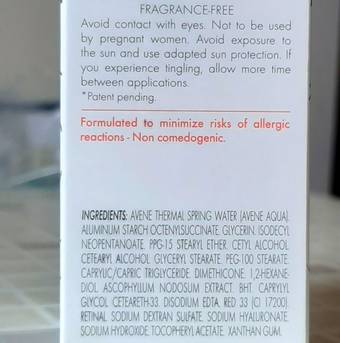 FRAGRANCE-FREE
Avoid contact with eyes. Not to be used
by pregnant women. Avoid exposure to
the sun and use adapted sun protection. If
you experience tingling, allow more time
between applications.
*Patent pending.
Formulated to minimize risks of allergic
reactions - Non comedogenic.
INGREDIENTS: AVENE THERMAL SPRING WATER (AVENE AQUA).
ALUMINUM STARCH OCTENYLSUCCINATE. GLYCERIN. ISODECYL
NEOPENTANOATE. PPG-15 STEARYL ETHER. CETYL ALCOHOL.
CETEARYL ALCOHOL. GLYCERYL STEARATE. PEG-100 STEARATE.
CAPRYLIC/CAPRIC TRIGLYCERIDE. DIMETHICONE. 1,2-HEXANE-
DIOL. ASCOPHYLLUM NODOSUM EXTRACT. BHT. CAPRYLYL
GLYCOL. CETEARETH-33. DISODIUM EDTA. RED 33 (CI 17200).
RETINAL. SODIUM DEXTRAN SULFATE. SODIUM HYALURONATE.
SODIUM HYDROXIDE. TOCOPHERYL ACETATE. XANTHAN GUM.